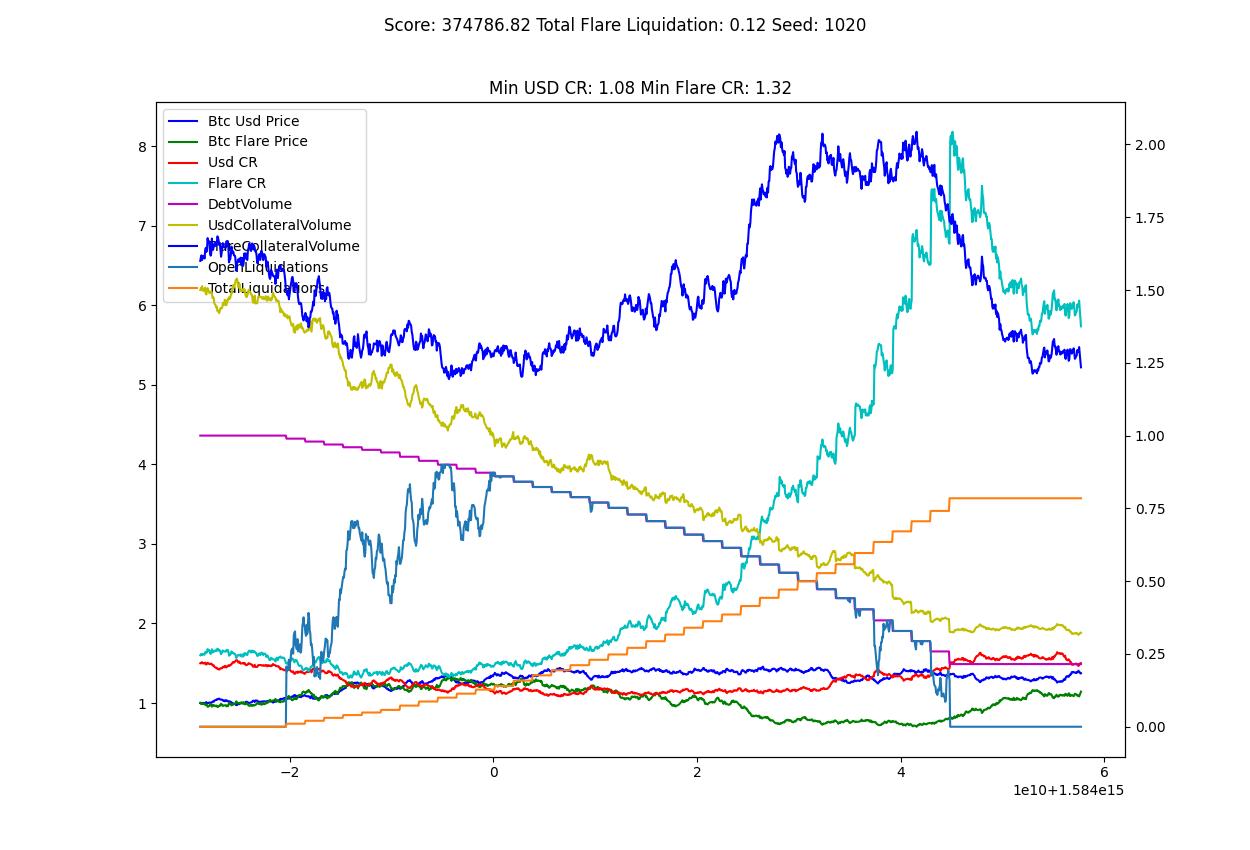 Score: 374786.82 Total Flare Liquidation: 0.12 Seed: 1020
Min USD CR: 1.08 Min Flare CR: 1.32
Btc Usd Price
Btc Flare Price
Usd CR
Flare CR
DebtVolume
UsdCollateralVolume
FlareCollateralVolume
OpenLiquidations
TotalLiquidations
8
7
6
5
4
3
2
1
2.00
1.75
1.50
1.25
1.00
0.75
0.50
0.25
0.00
−2
0
2
4
6
1e10+1.584e15